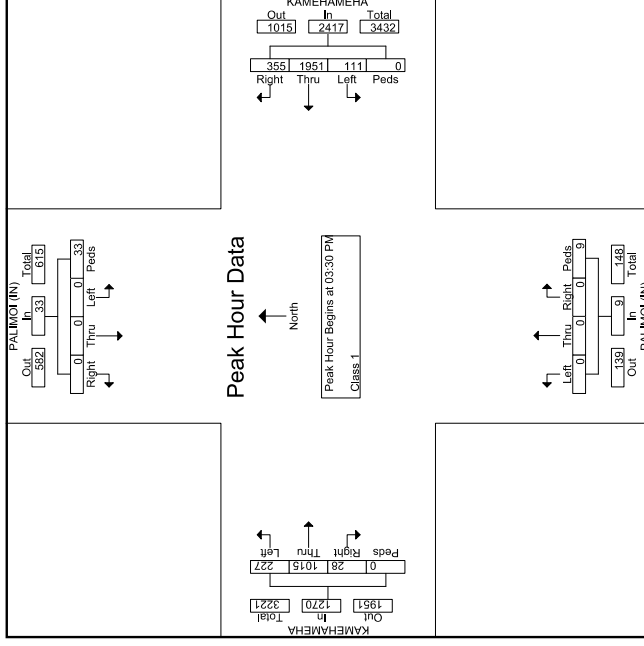 KAMEHAMEHA
Out In Total
1015 2417 3432
355 1951 111 0
Right Thru Left Peds
PALIMOI (IN)
Out In Total
582 33 615
0 0 0 33
Right Thru Left Peds
Peak Hour Data
North
Peak Hour Begins at 03:30 PM
Class 1
Left Thru Right Peds
0 0 0 9
139 9 148
Out In Total
PALIMOI (IN)
Left Thru Right Peds
227 1015 28 0
3221 1270 1951
Total In Out
KAMEHAMEHA